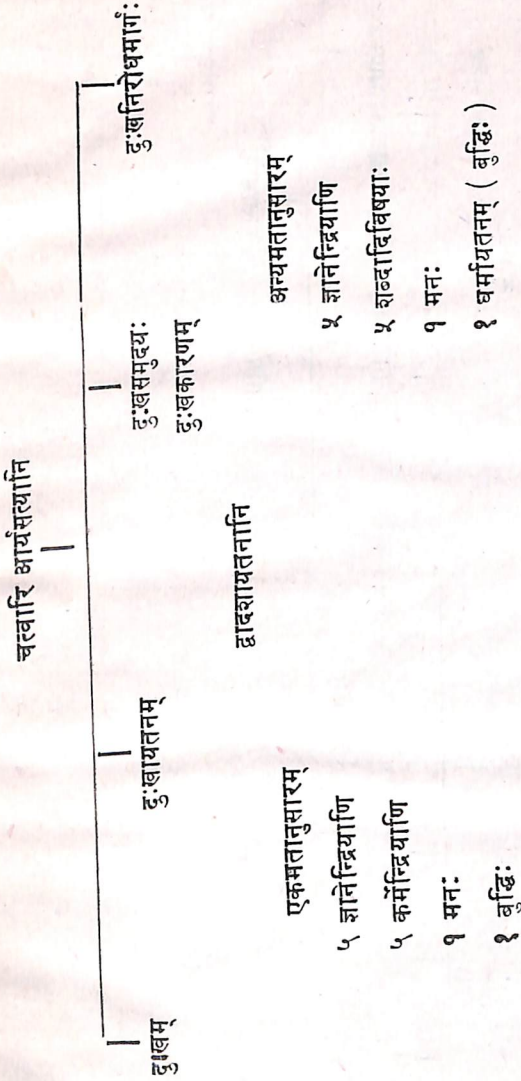 चत्वारि आर्यसत्यानि
दुःखम्
दुःखायतनम्
दुःखसमुदयः
दुःखकारणम्
दुःखनिरोधमार्गः
द्वादशायतनानि
एकमतानुसारम्
५ ज्ञानेन्द्रियाणि
५ कर्मेन्द्रियाणि
१ मनः
१ बुद्धिः
अन्यमतानुसारम्
५ ज्ञानेन्द्रियाणि
५ शब्दादिविषयाः
१ मनः
१ धर्मायतनम् ( बुद्धिः )